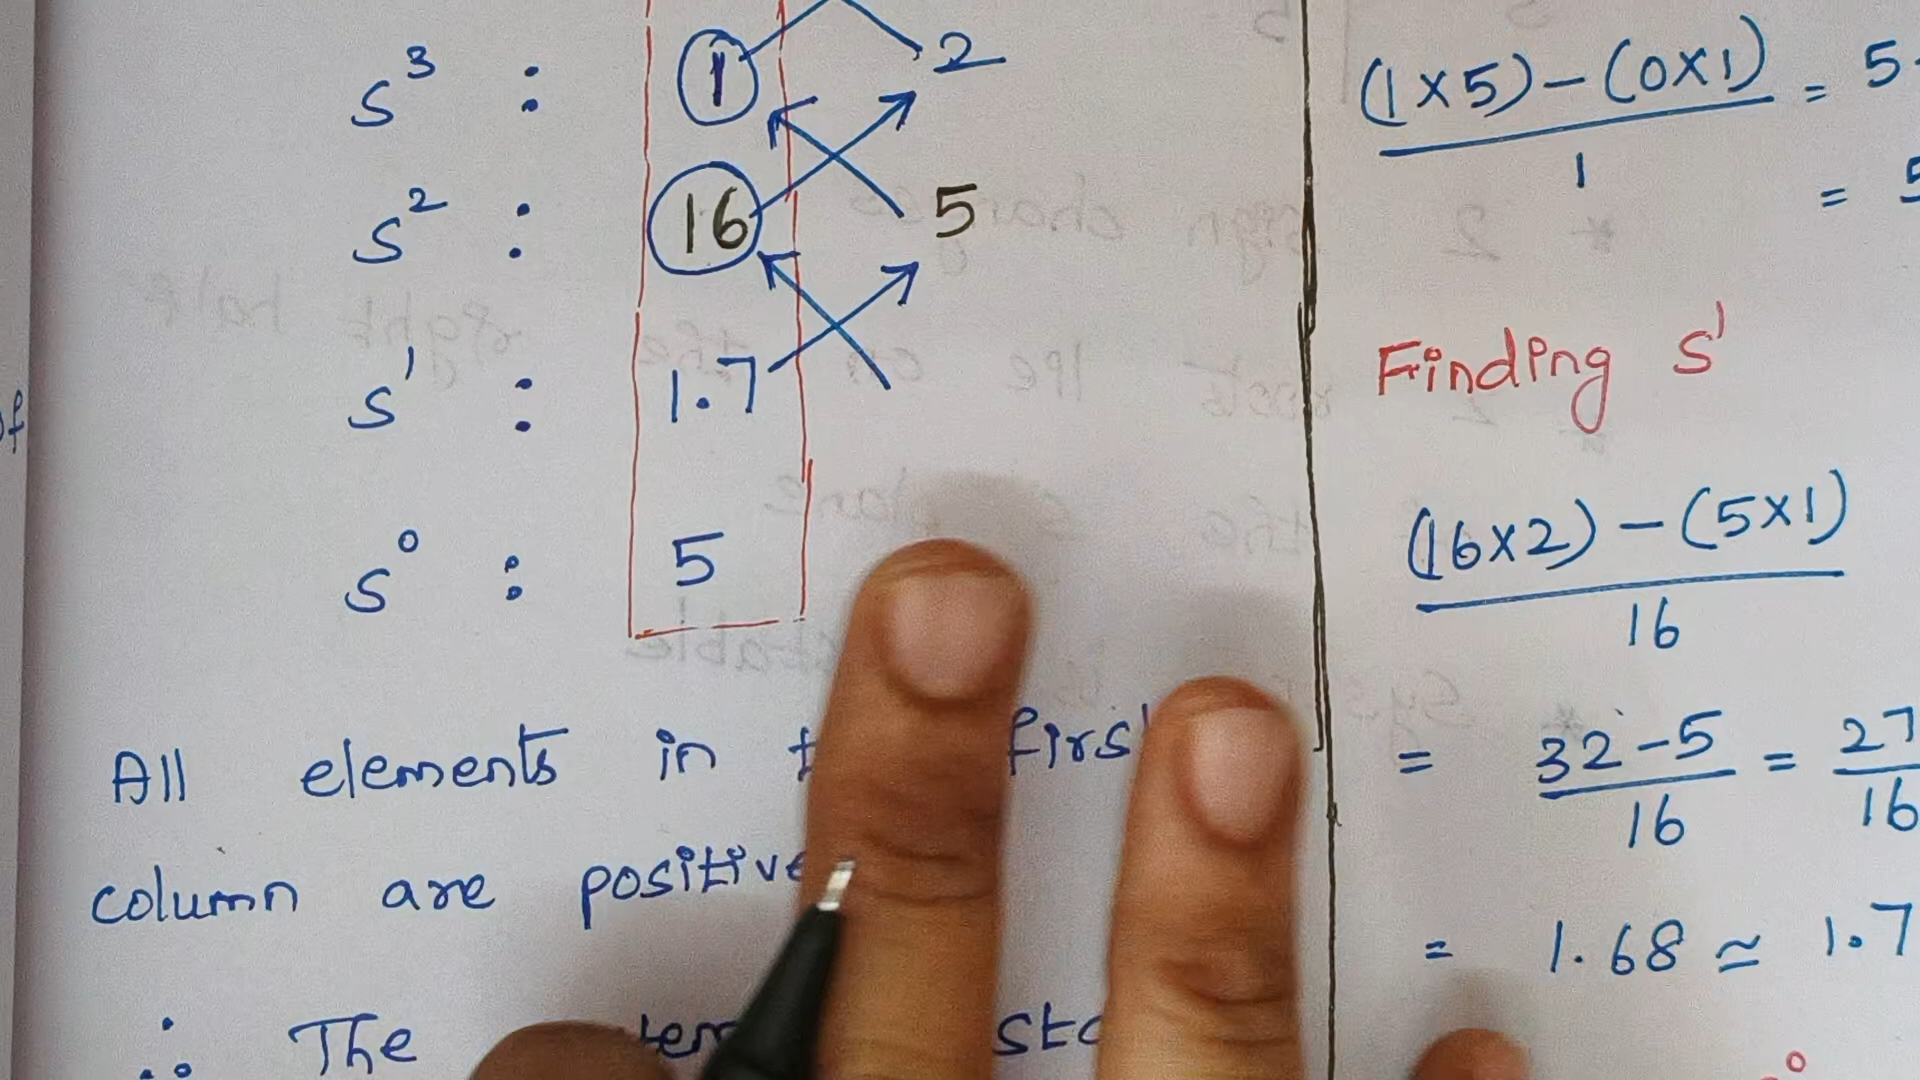 s³ : 1 2
s² : 16 5
s¹ : 1.7
s⁰ : 5
All elements in first
column are positive
∴ The
(1×5)-(0×1)/1 = 5
= 5
Finding s¹
(16×2)-(5×1)/16
= 32-5/16 = 27/16
= 1.68 ≃ 1.7